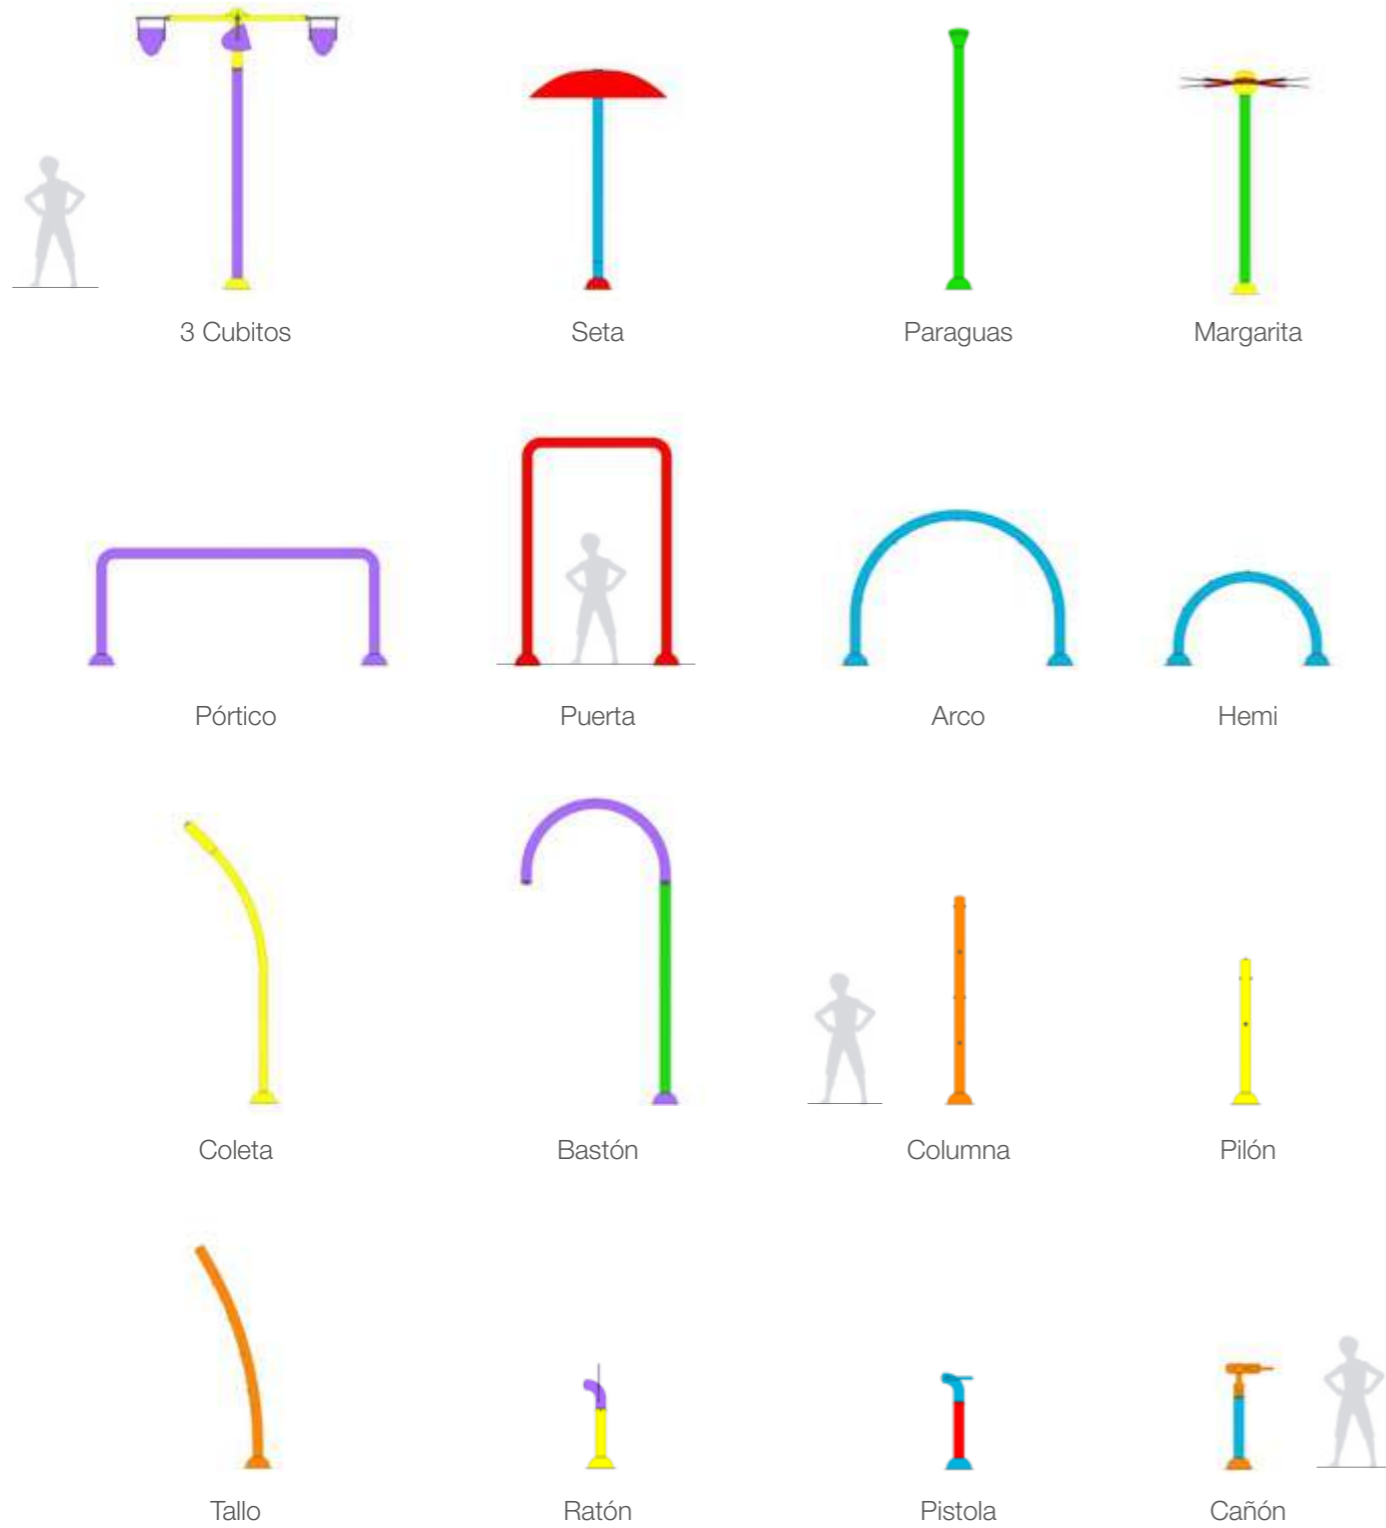 3 Cubitos
Seta
Paraguas
Margarita
Pórtico
Puerta
Arco
Hemi
Coleta
Bastón
Columna
Pilón
Tallo
Ratón
Pistola
Cañón